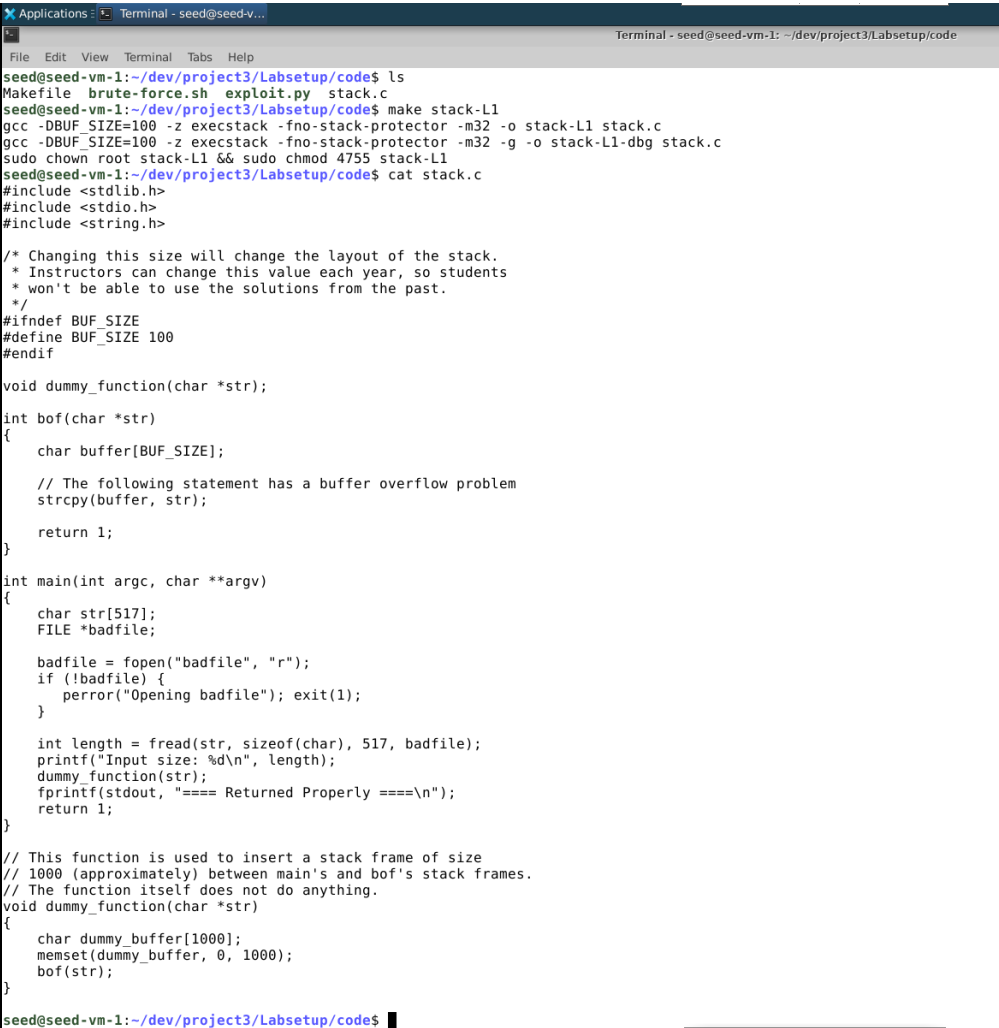 Applications Terminal - seed@seed-v...
Terminal - seed@seed-vm-1: ~/dev/project3/Labsetup/code
File Edit View Terminal Tabs Help
seed@seed-vm-1:~/dev/project3/Labsetup/code$ ls
Makefile  brute-force.sh  exploit.py  stack.c
seed@seed-vm-1:~/dev/project3/Labsetup/code$ make stack-L1
gcc -DBUF_SIZE=100 -z execstack -fno-stack-protector -m32 -o stack-L1 stack.c
gcc -DBUF_SIZE=100 -z execstack -fno-stack-protector -m32 -g -o stack-L1-dbg stack.c
sudo chown root stack-L1 && sudo chmod 4755 stack-L1
seed@seed-vm-1:~/dev/project3/Labsetup/code$ cat stack.c
#include <stdlib.h>
#include <stdio.h>
#include <string.h>

/* Changing this size will change the layout of the stack.
 * Instructors can change this value each year, so students
 * won't be able to use the solutions from the past.
 */
#ifndef BUF_SIZE
#define BUF_SIZE 100
#endif

void dummy_function(char *str);

int bof(char *str)
{
    char buffer[BUF_SIZE];

    // The following statement has a buffer overflow problem
    strcpy(buffer, str);

    return 1;
}

int main(int argc, char **argv)
{
    char str[517];
    FILE *badfile;

    badfile = fopen("badfile", "r");
    if (!badfile) {
       perror("Opening badfile"); exit(1);
    }

    int length = fread(str, sizeof(char), 517, badfile);
    printf("Input size: %d\n", length);
    dummy_function(str);
    fprintf(stdout, "==== Returned Properly ====\n");
    return 1;
}

// This function is used to insert a stack frame of size
// 1000 (approximately) between main's and bof's stack frames.
// The function itself does not do anything.
void dummy_function(char *str)
{
    char dummy_buffer[1000];
    memset(dummy_buffer, 0, 1000);
    bof(str);
}

seed@seed-vm-1:~/dev/project3/Labsetup/code$